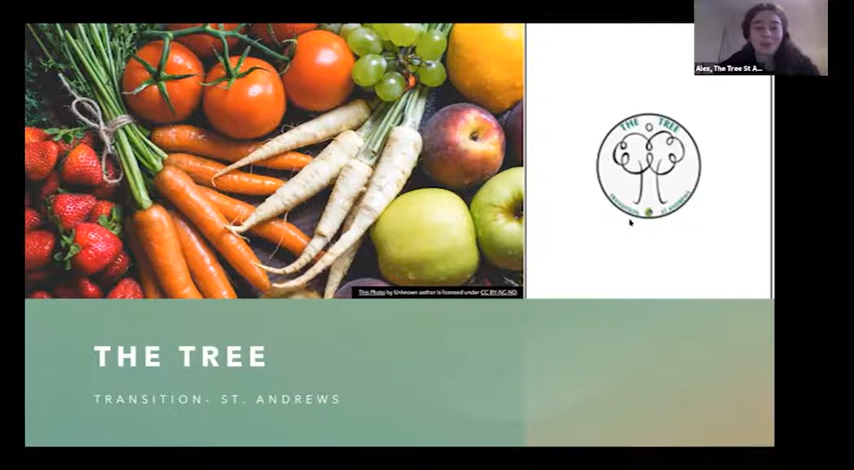 Alex, The Tree St A...
THE TREE
TRANSITION ST ANDREWS
This Photo by Unknown author is licensed under CC BY-NC-ND.
THE TREE
TRANSITION- ST. ANDREWS